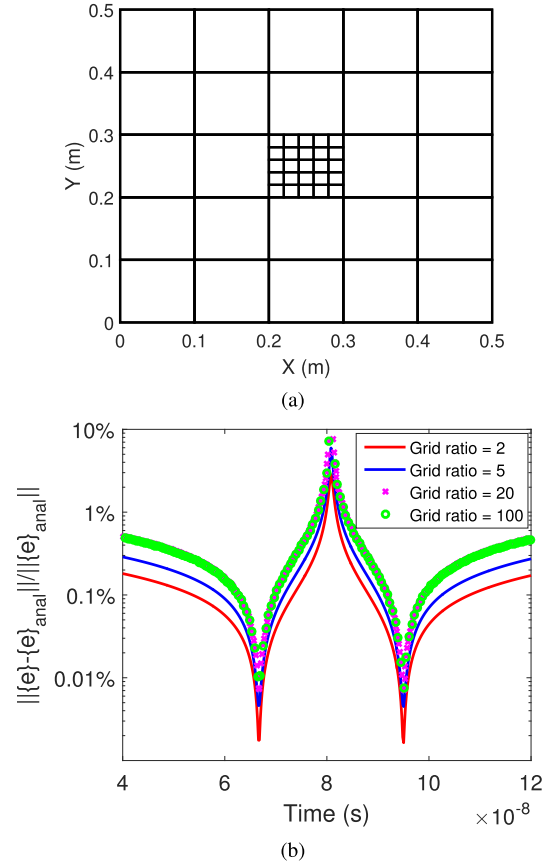 0.5
0.4
0.3
0.2
0.1
0
Y (m)
0 0.1 0.2 0.3 0.4 0.5
X (m)
(a)
10%
1%
0.1%
0.01%
||{e}-{e}anal||/||{e}anal||
Grid ratio = 2
Grid ratio = 5
Grid ratio = 20
Grid ratio = 100
4 6 8 10 12
Time (s)
×10-8
(b)